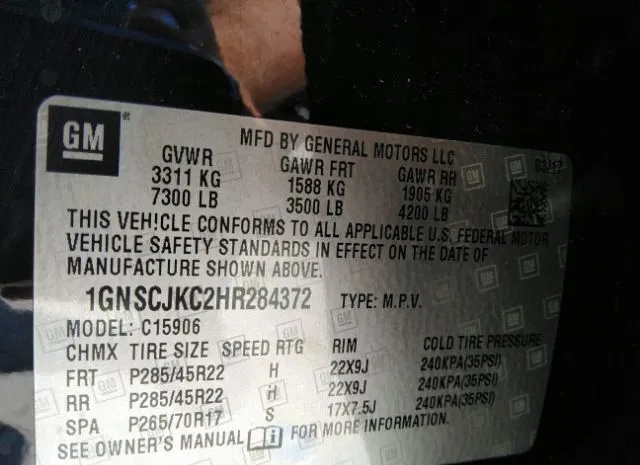 GM
MFD BY GENERAL MOTORS LLC
03/17
GVWR GAWR FRT GAWR RR
3311 KG 1588 KG 1905 KG
7300 LB 3500 LB 4200 LB
THIS VEHICLE CONFORMS TO ALL APPLICABLE U.S. FEDERAL MOTOR
VEHICLE SAFETY STANDARDS IN EFFECT ON THE DATE OF
MANUFACTURE SHOWN ABOVE.
1GNSCJKC2HR284372 TYPE: M.P.V.
MODEL: C15906
CHMX TIRE SIZE SPEED RTG RIM COLD TIRE PRESSURE
FRT P285/45R22 H 22X9J 240KPA(35PSI)
RR P285/45R22 H 22X9J 240KPA(35PSI)
SPA P265/70R17 S 17X7.5J 240KPA(35PSI)
SEE OWNER'S MANUAL i FOR MORE INFORMATION.